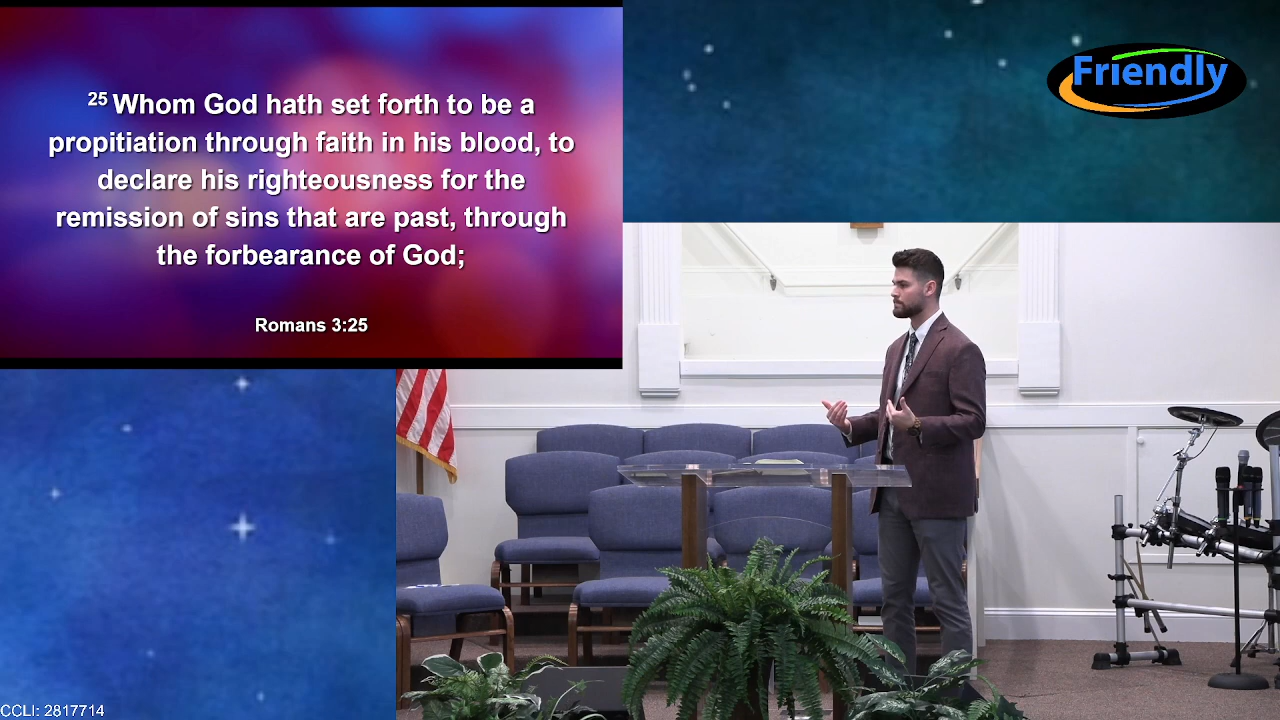 25 Whom God hath set forth to be a
propitiation through faith in his blood, to
declare his righteousness for the
remission of sins that are past, through
the forbearance of God;
Romans 3:25
Friendly
CCLI: 2817714